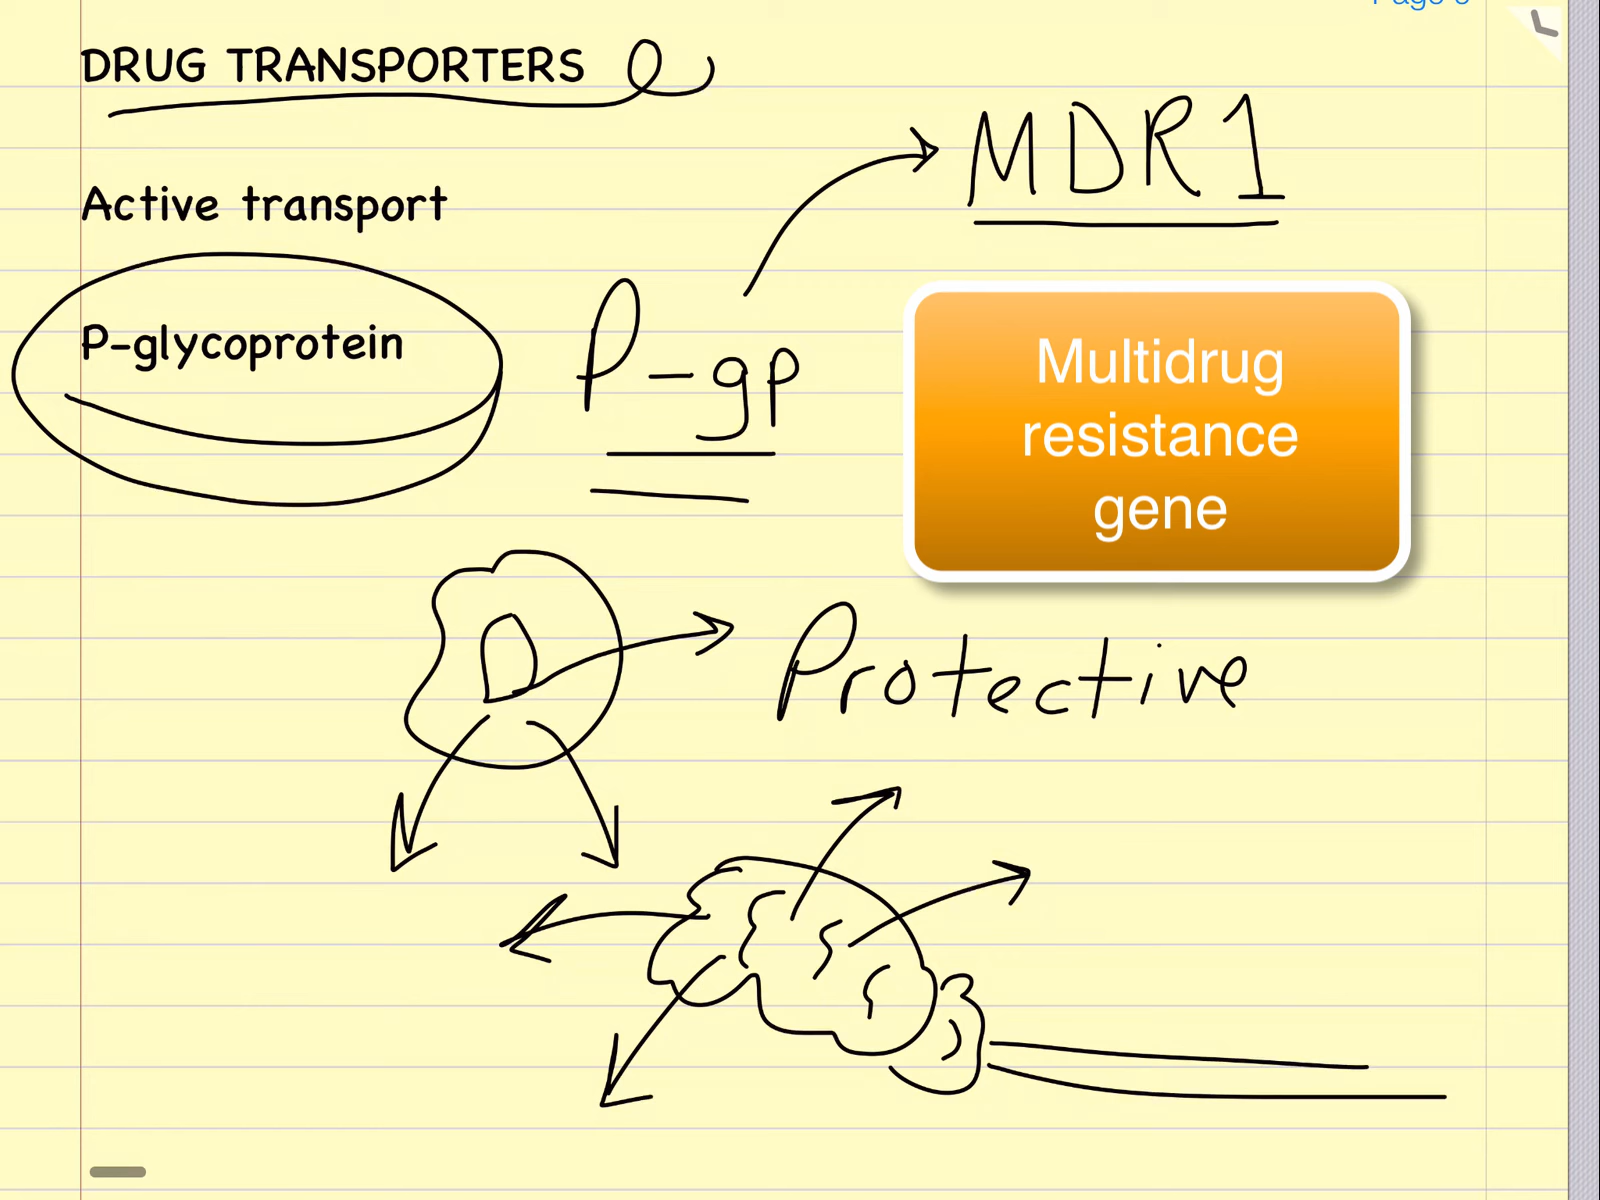 DRUG TRANSPORTERS
MDR1
Active transport
P-glycoprotein
P-gp
Multidrug
resistance
gene
D
Protective